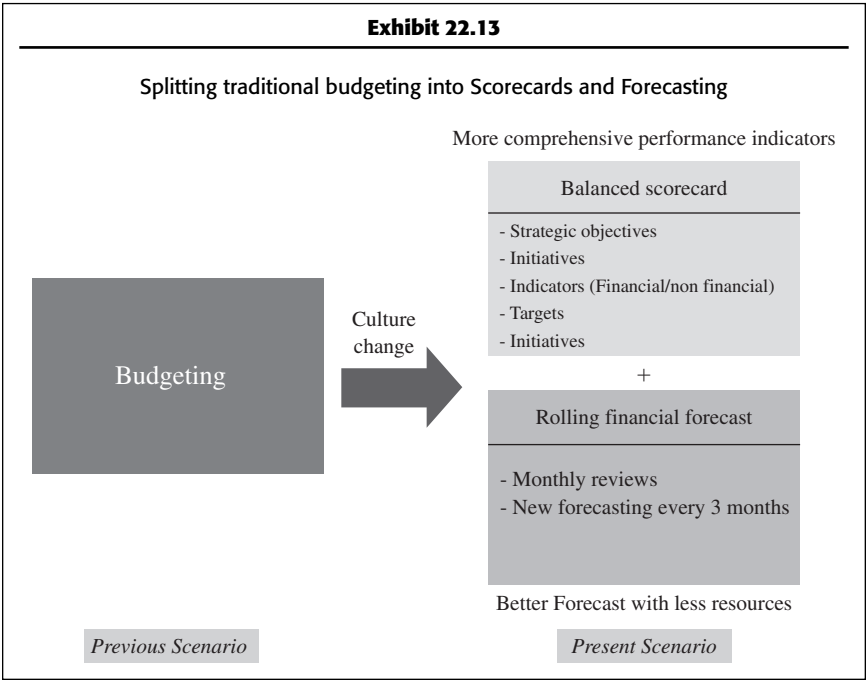 Exhibit 22.13
Splitting traditional budgeting into Scorecards and Forecasting
More comprehensive performance indicators
Balanced scorecard
- Strategic objectives
- Initiatives
- Indicators (Financial/non financial)
- Targets
- Initiatives
Budgeting
Culture
change
+
Rolling financial forecast
- Monthly reviews
- New forecasting every 3 months
Better Forecast with less resources
Previous Scenario
Present Scenario